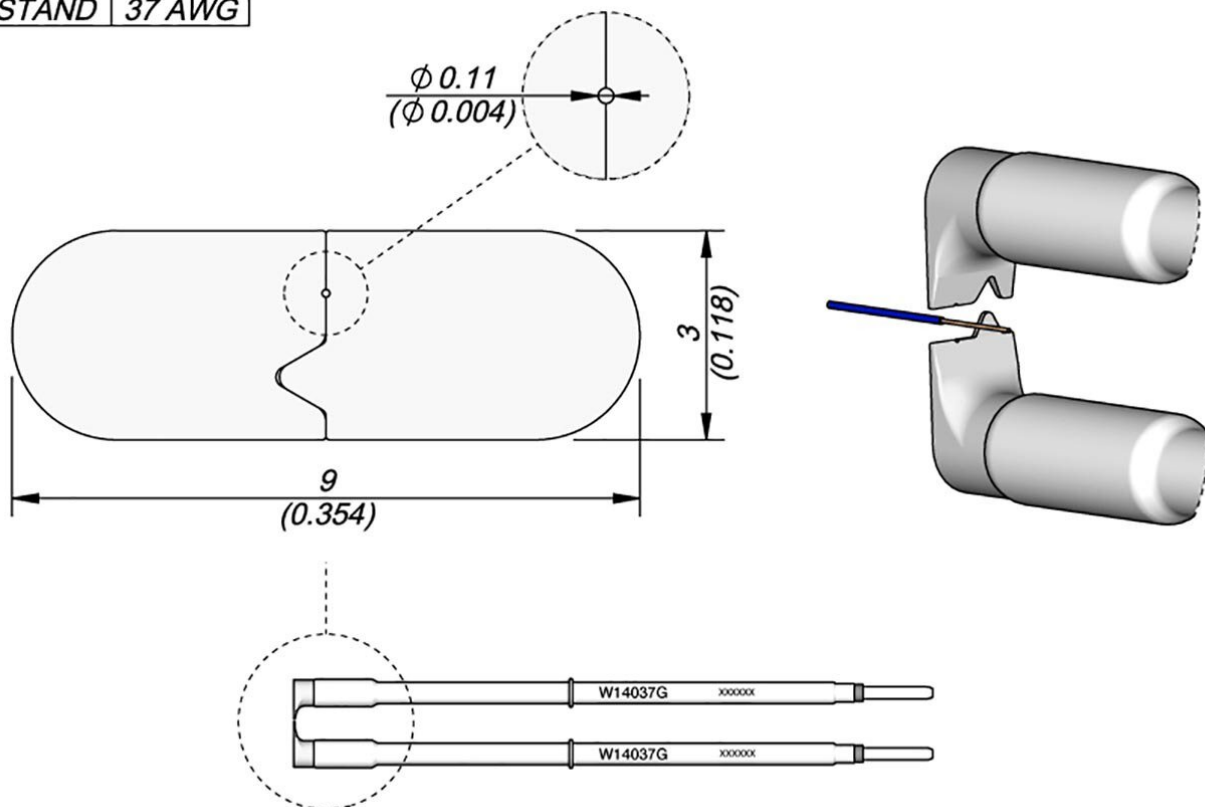 STAND 37 AWG
Ø 0.11
(Ø 0.004)
3
(0.118)
9
(0.354)
W14037G xxxxxx
W14037G xxxxxx